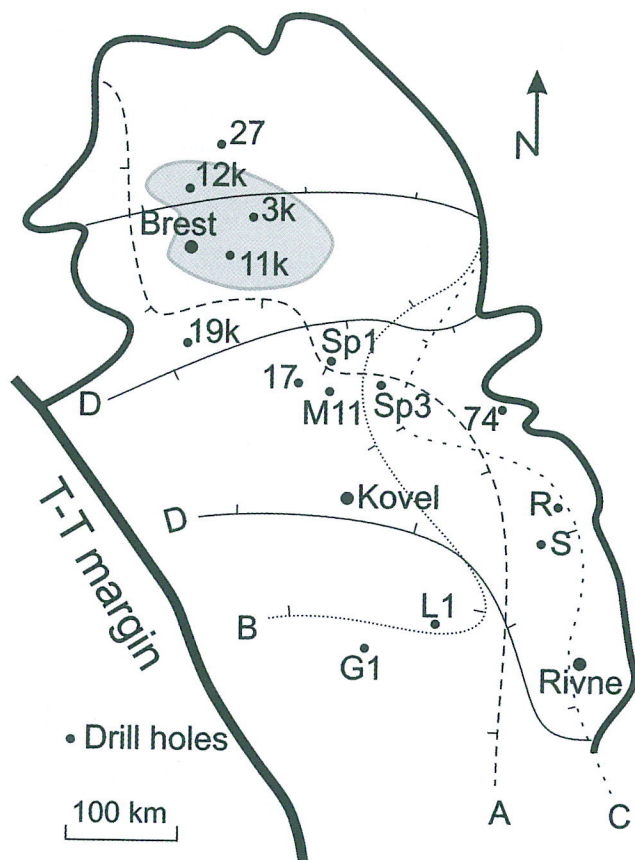 27
N
12k
3k
Brest
11k
19k
Sp1
17
D
M11
Sp3
74
Kovel
R
D
S
T-T margin
L1
B
G1
Rivne
Drill holes
100 km
A
C